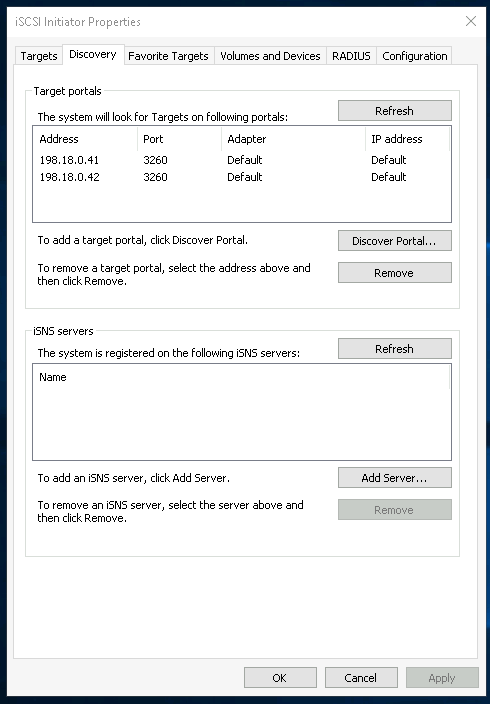 iSCSI Initiator Properties
Targets Discovery Favorite Targets Volumes and Devices RADIUS Configuration
Target portals
The system will look for Targets on following portals: Refresh
Address Port Adapter IP address
198.18.0.41 3260 Default Default
198.18.0.42 3260 Default Default
To add a target portal, click Discover Portal. Discover Portal...
To remove a target portal, select the address above and
then click Remove. Remove
iSNS servers
The system is registered on the following iSNS servers: Refresh
Name
To add an iSNS server, click Add Server. Add Server...
To remove an iSNS server, select the server above and
then click Remove. Remove
OK Cancel Apply